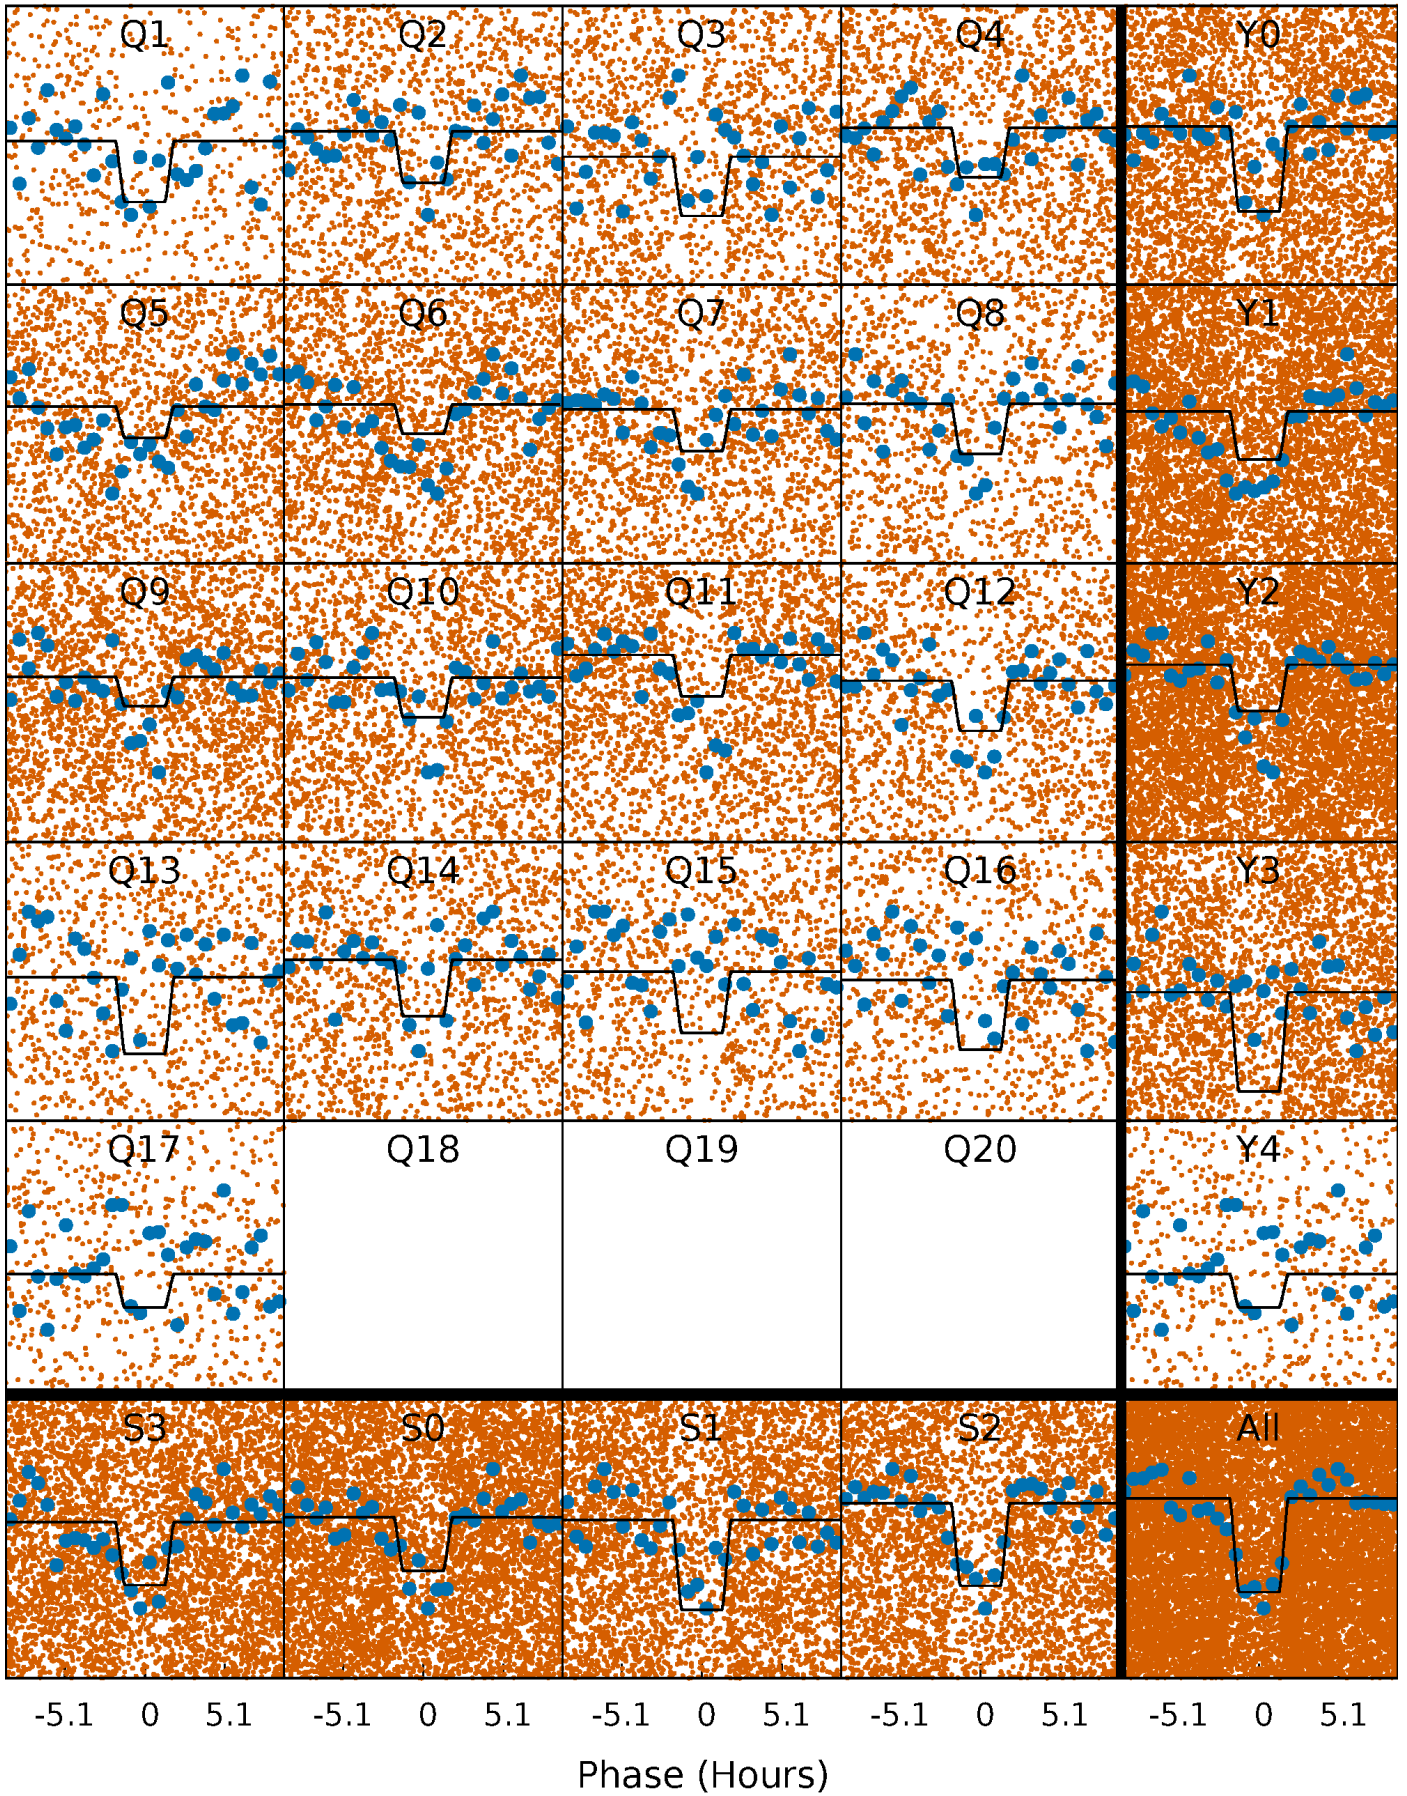 Q1 Q2 Q3 Q4 Y0
Q5 Q6 Q7 Q8 Y1
Q9 Q10 Q11 Q12 Y2
Q13 Q14 Q15 Q16 Y3
Q17 Q18 Q19 Q20 Y4
S3 S0 S1 S2 All
-5.1 0 5.1 -5.1 0 5.1 -5.1 0 5.1 -5.1 0 5.1 -5.1 0 5.1
Phase (Hours)